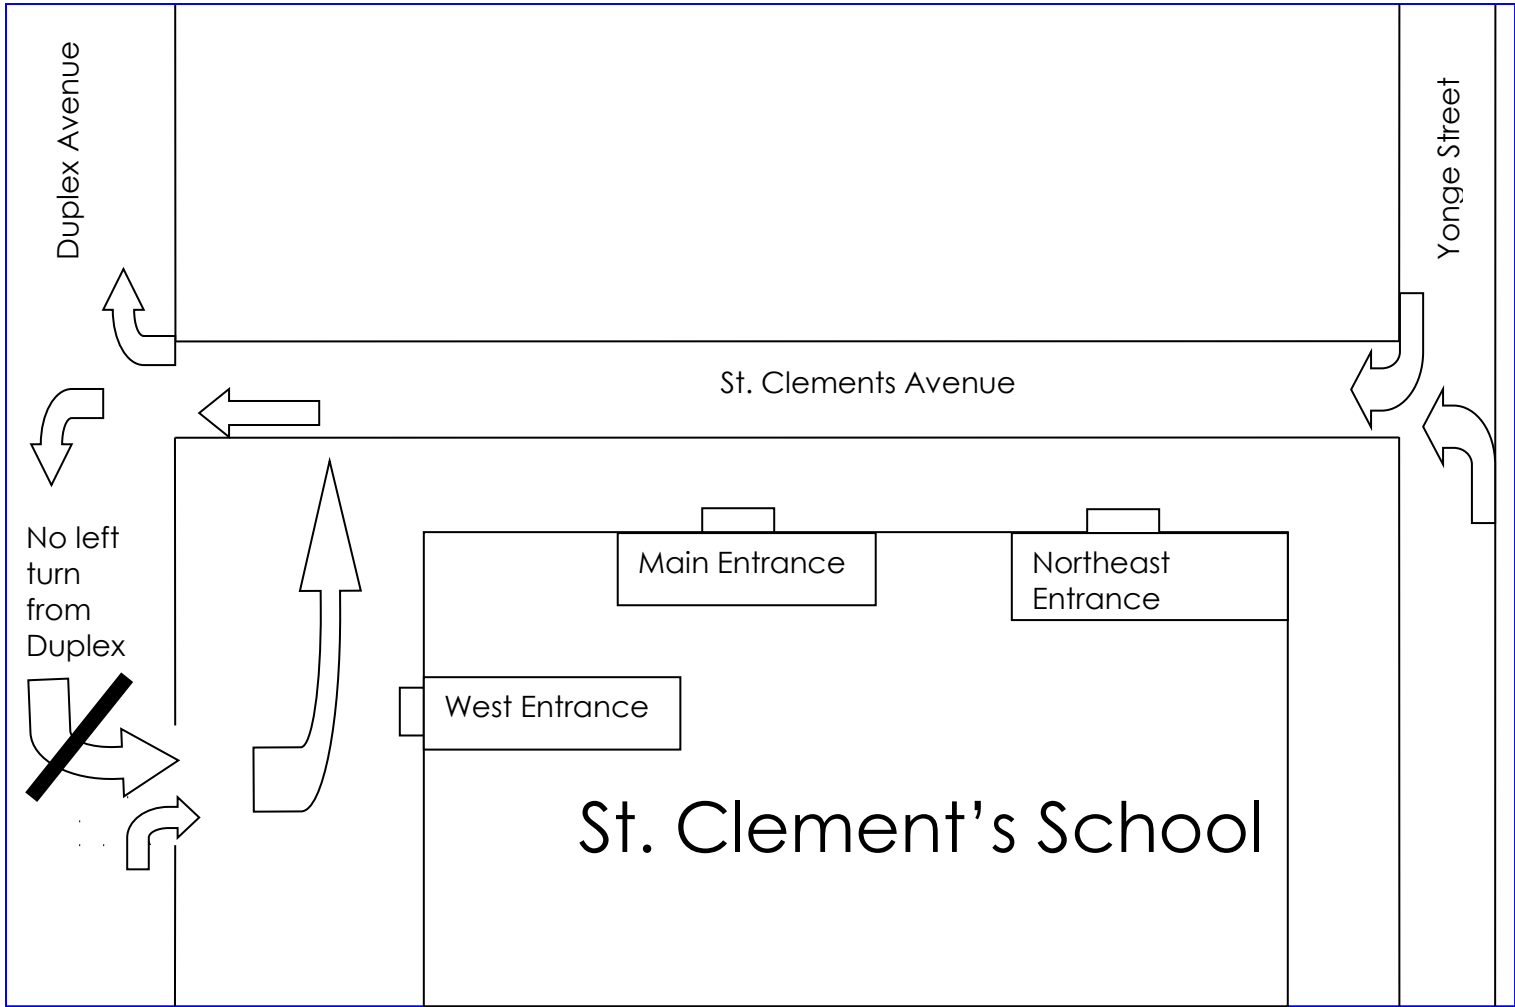 Duplex Avenue
Yonge Street
St. Clements Avenue
No left
turn
from
Duplex
Main Entrance
Northeast
Entrance
West Entrance
St. Clement’s School